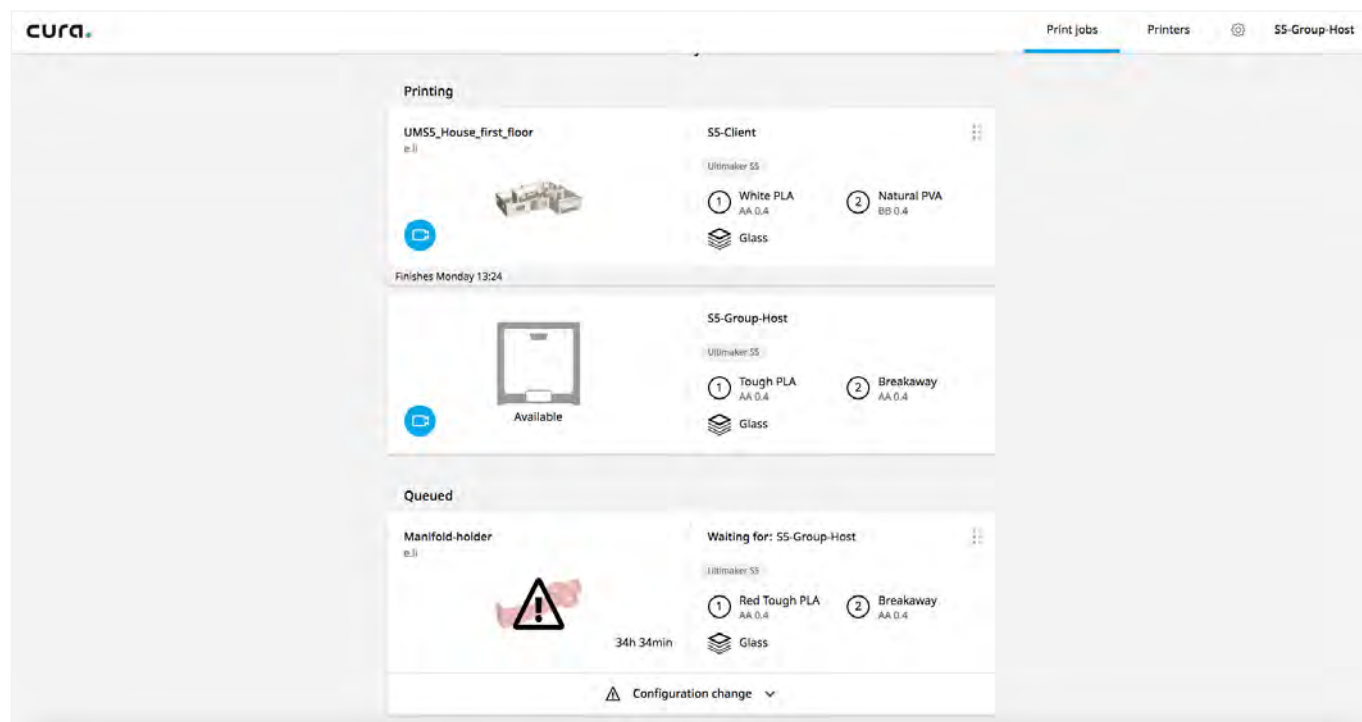 cura.
Print jobs Printers S5-Group-Host
Printing
UMS5_House_first_floor
e.li
S5-Client
Ultimaker S5
1 White PLA
AA 0.4
2 Natural PVA
BB 0.4
Glass
Finishes Monday 13:24
S5-Group-Host
Ultimaker S5
1 Tough PLA
AA 0.4
2 Breakaway
AA 0.4
Glass
Available
Queued
Manifold-holder
e.li
34h 34min
Waiting for: S5-Group-Host
Ultimaker S5
1 Red Tough PLA
AA 0.4
2 Breakaway
AA 0.4
Glass
Configuration change